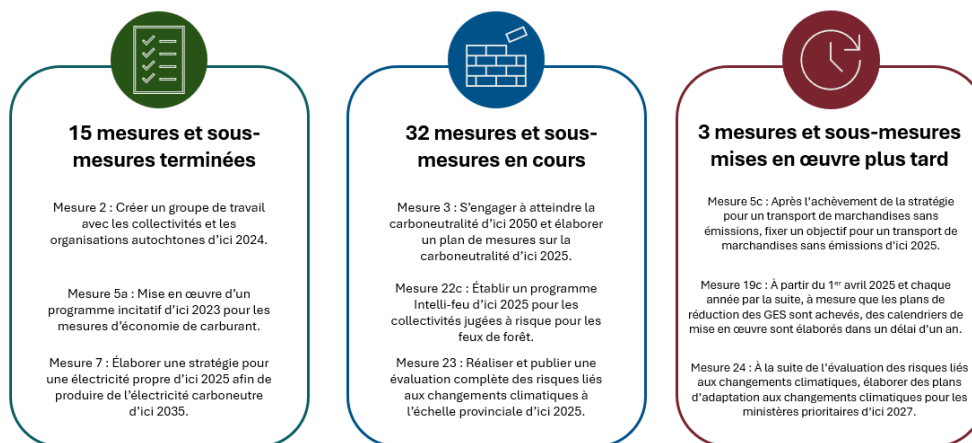 15 mesures et sous-
mesures terminées
Mesure 2 : Créer un groupe de travail
avec les collectivités et les
organisations autochtones d'ici 2024.
Mesure 5a : Mise en œuvre d'un
programme incitatif d'ici 2023 pour les
mesures d'économie de carburant.
Mesure 7 : Élaborer une stratégie pour
une électricité propre d'ici 2025 afin de
produire de l'électricité carboneutre
d'ici 2035.
32 mesures et sous-
mesures en cours
Mesure 3 : S'engager à atteindre la
carboneutralité d'ici 2050 et élaborer
un plan de mesures sur la
carboneutralité d'ici 2025.
Mesure 22c : Établir un programme
Intelli-feu d'ici 2025 pour les
collectivités jugées à risque pour les
feux de forêt.
Mesure 23 : Réaliser et publier une
évaluation complète des risques liés
aux changements climatiques à
l'échelle provinciale d'ici 2025.
3 mesures et sous-mesures
mises en œuvre plus tard
Mesure 5c : Après l'achèvement de la stratégie
pour un transport de marchandises sans
émissions, fixer un objectif pour un transport de
marchandises sans émissions d'ici 2025.
Mesure 19c : À partir du 1er avril 2025 et chaque
année par la suite, à mesure que les plans de
réduction des GES sont achevés, des calendriers de
mise en œuvre sont élaborés dans un délai d'un an.
Mesure 24 : À la suite de l'évaluation des risques liés
aux changements climatiques, élaborer des plans
d'adaptation aux changements climatiques pour les
ministères prioritaires d'ici 2027.